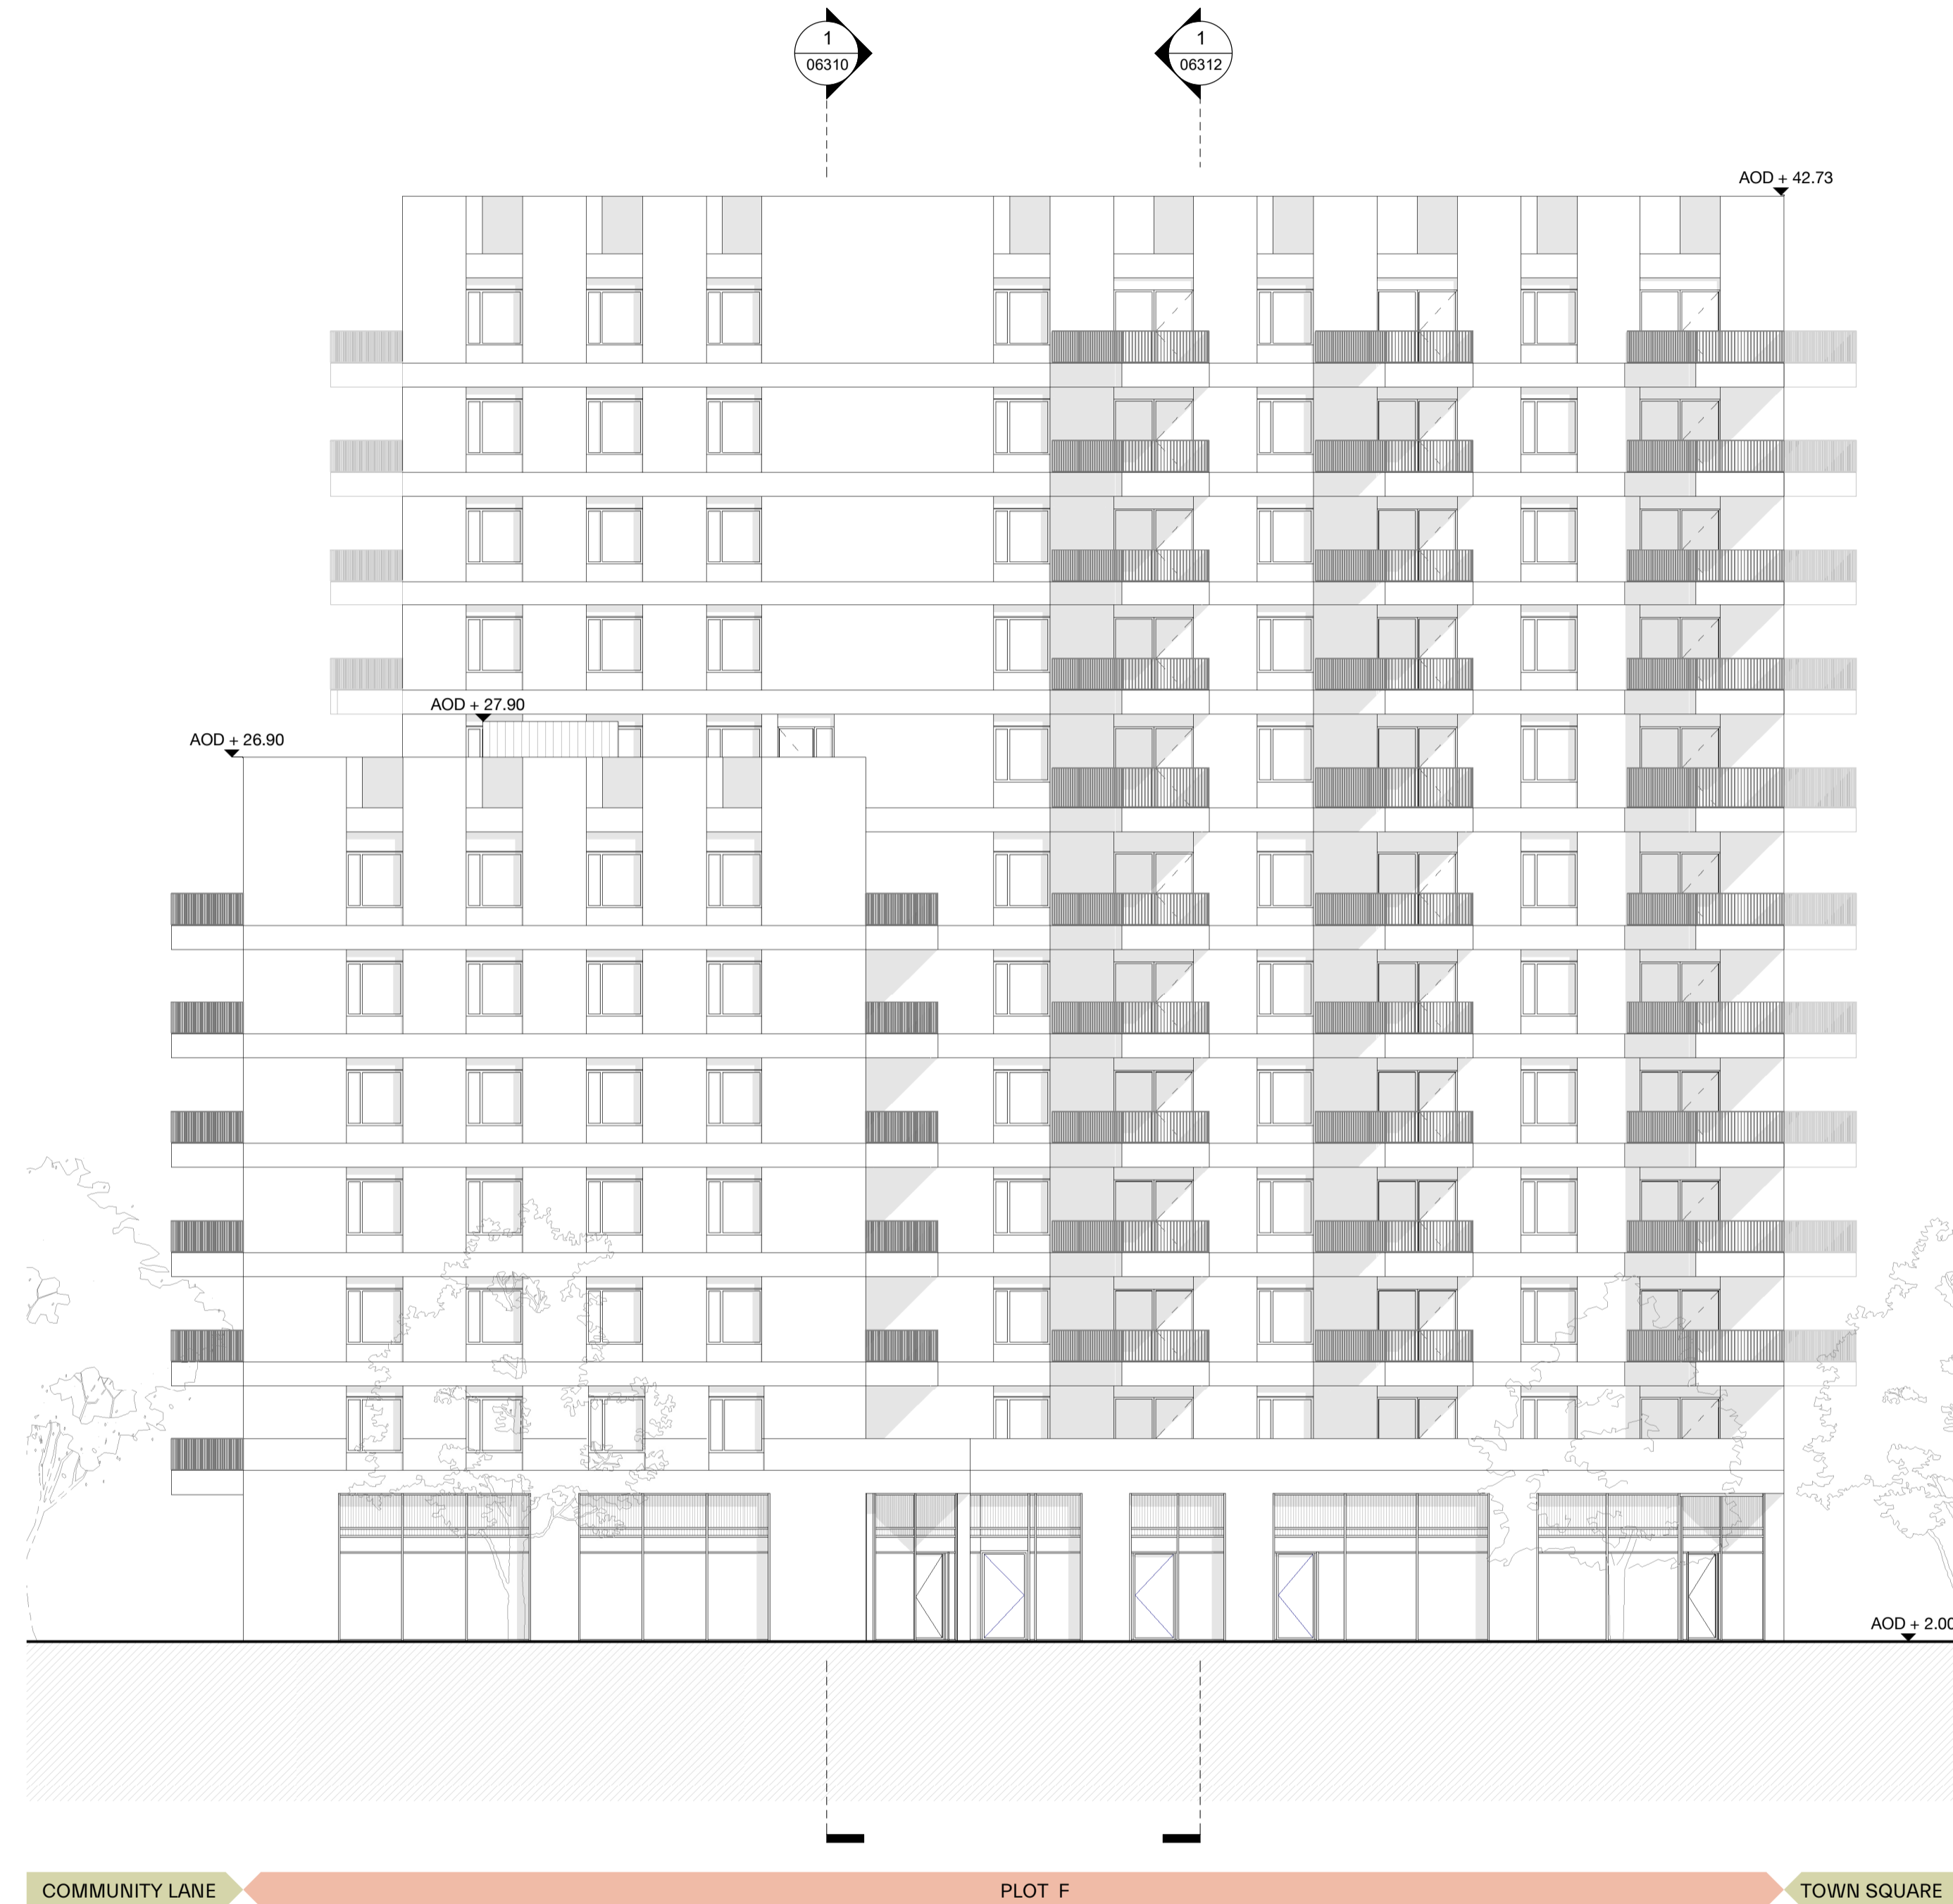 1
06310
1
06312
AOD + 42.73
AOD + 27.90
AOD + 26.90
AOD + 2.00
COMMUNITY LANE
PLOT F
TOWN SQUARE